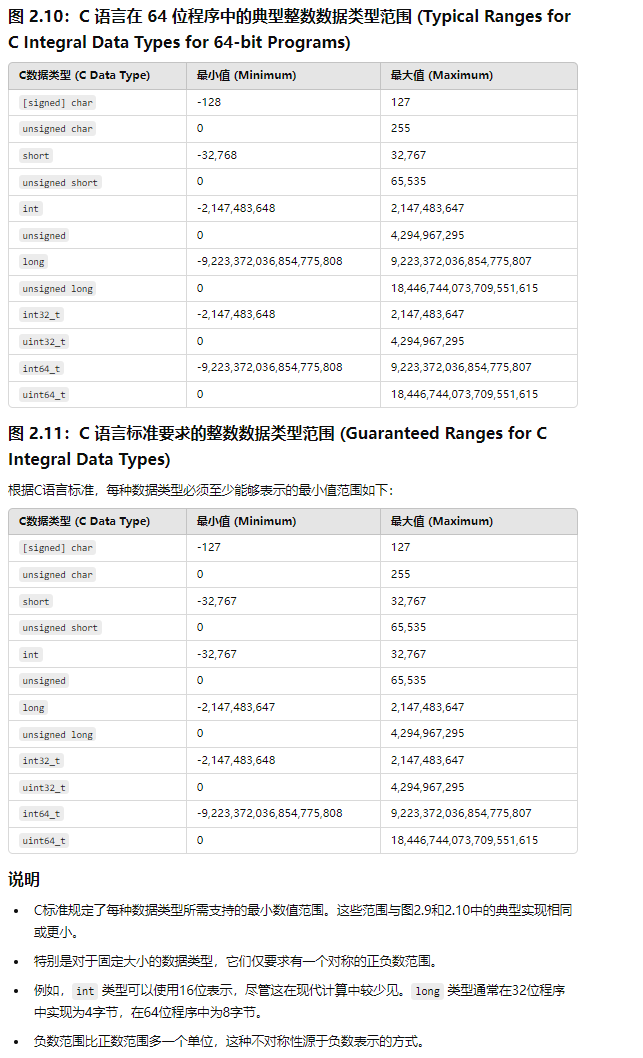 图 2.10：C 语言在 64 位程序中的典型整数数据类型范围 (Typical Ranges for
C Integral Data Types for 64-bit Programs)
C数据类型 (C Data Type) 最小值 (Minimum) 最大值 (Maximum)
[signed] char -128 127
unsigned char 0 255
short -32,768 32,767
unsigned short 0 65,535
int -2,147,483,648 2,147,483,647
unsigned 0 4,294,967,295
long -9,223,372,036,854,775,808 9,223,372,036,854,775,807
unsigned long 0 18,446,744,073,709,551,615
int32_t -2,147,483,648 2,147,483,647
uint32_t 0 4,294,967,295
int64_t -9,223,372,036,854,775,808 9,223,372,036,854,775,807
uint64_t 0 18,446,744,073,709,551,615
图 2.11：C 语言标准要求的整数数据类型范围 (Guaranteed Ranges for C
Integral Data Types)
根据C语言标准，每种数据类型必须至少能够表示的最小值范围如下：
C数据类型 (C Data Type) 最小值 (Minimum) 最大值 (Maximum)
[signed] char -127 127
unsigned char 0 255
short -32,767 32,767
unsigned short 0 65,535
int -32,767 32,767
unsigned 0 65,535
long -2,147,483,647 2,147,483,647
unsigned long 0 4,294,967,295
int32_t -2,147,483,648 2,147,483,647
uint32_t 0 4,294,967,295
int64_t -9,223,372,036,854,775,808 9,223,372,036,854,775,807
uint64_t 0 18,446,744,073,709,551,615
说明
• C标准规定了每种数据类型所需支持的最小数值范围。这些范围与图2.9和2.10中的典型实现相同
或更小。
• 特别是对于固定大小的数据类型，它们仅要求有一个对称的正负数范围。
• 例如，int 类型可以使用16位表示，尽管这在现代计算中较少见。long 类型通常在32位程序
中实现为4字节，在64位程序中为8字节。
• 负数范围比正数范围多一个单位，这种不对称性源于负数表示的方式。